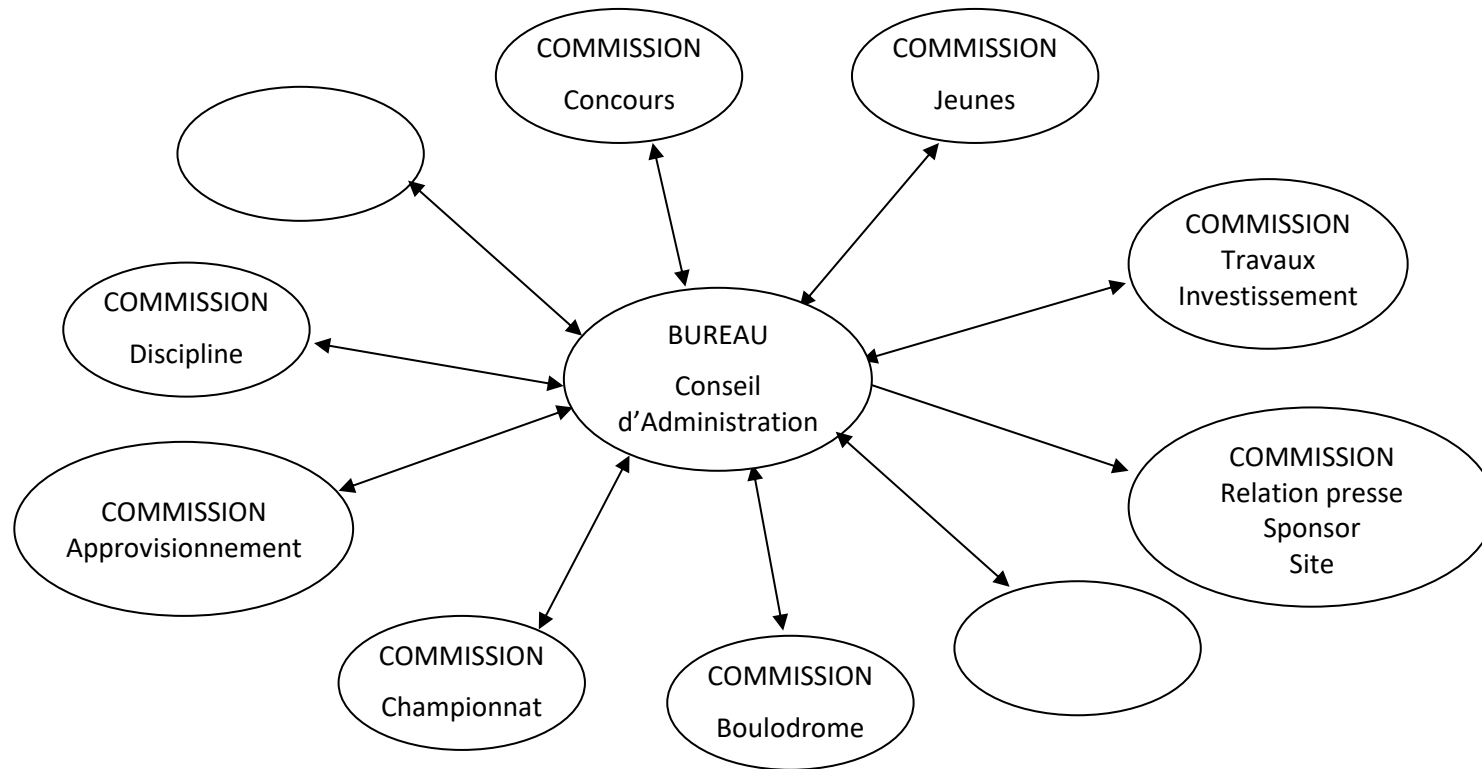 COMMISSION
Concours
COMMISSION
Jeunes
COMMISSION
Travaux
Investissement
COMMISSION
Discipline
BUREAU
Conseil
d’Administration
COMMISSION
Relation presse
Sponsor
Site
COMMISSION
Approvisionnement
COMMISSION
Championnat
COMMISSION
Boulodrome